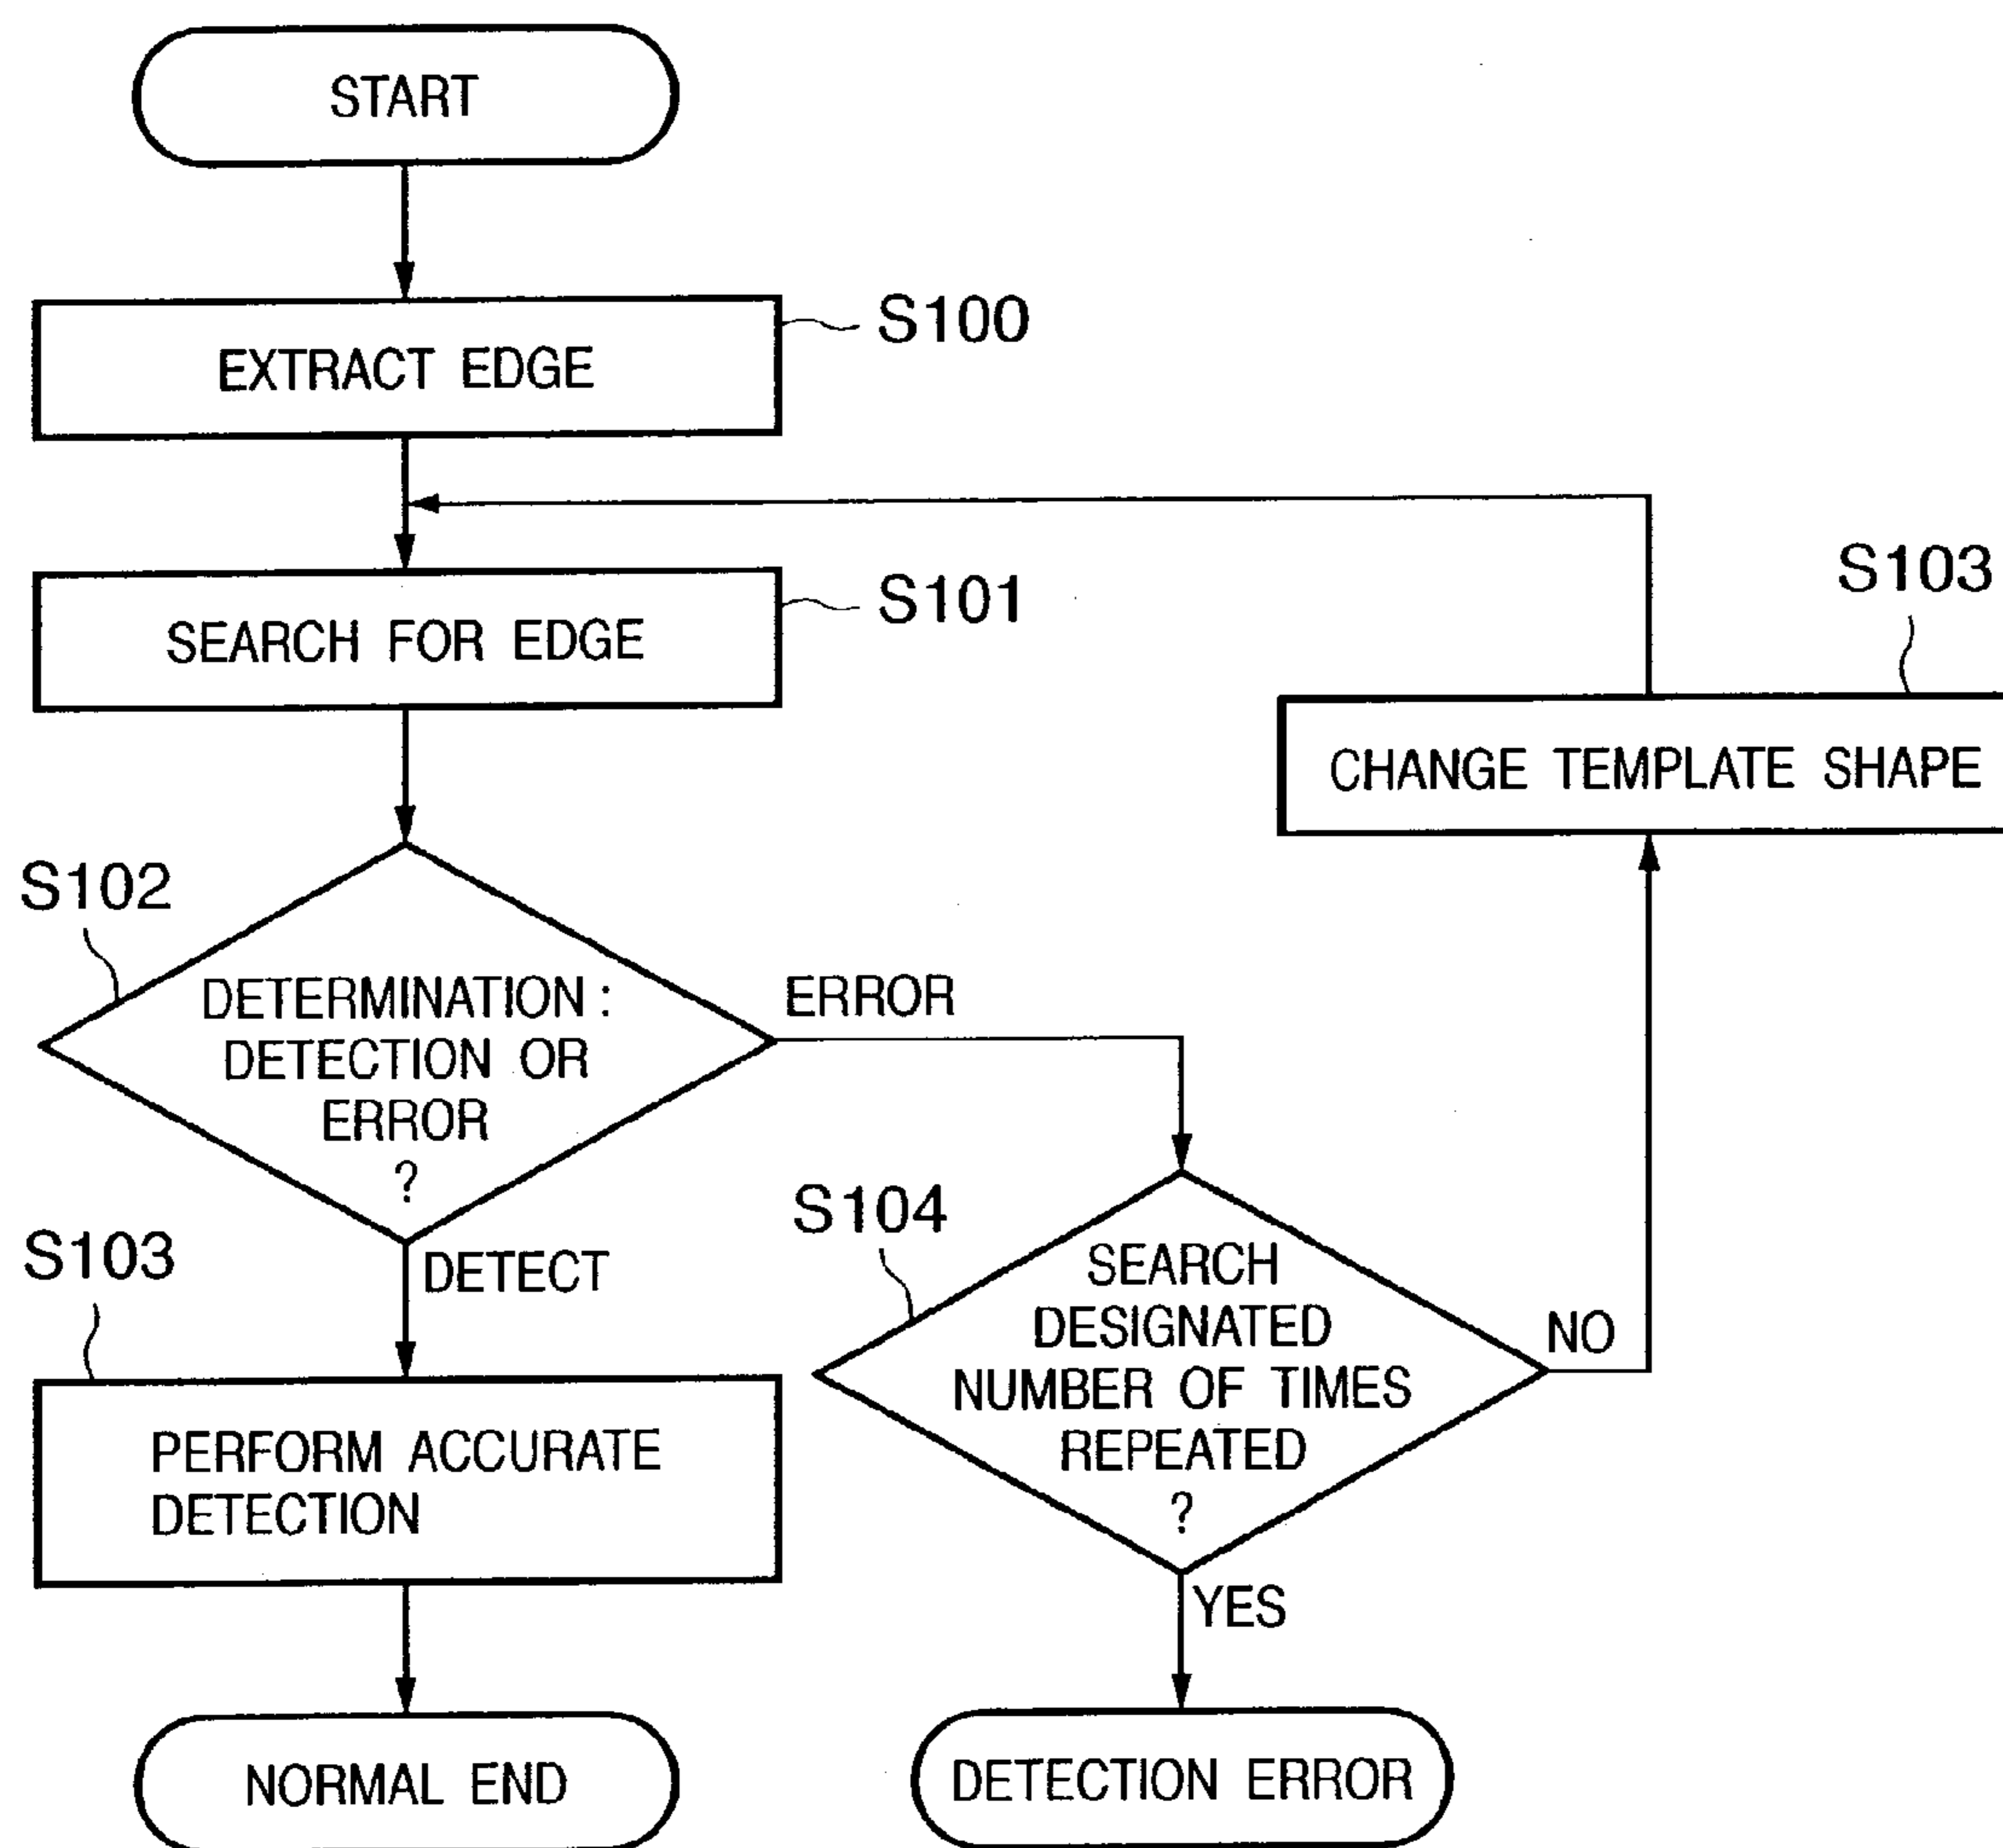 START
EXTRACT EDGE
S100
SEARCH FOR EDGE
S101
S102
DETERMINATION:
DETECTION OR
ERROR
?
ERROR
DETECT
S103
PERFORM ACCURATE
DETECTION
NORMAL END
S104
SEARCH
DESIGNATED
NUMBER OF TIMES
REPEATED
?
NO
YES
DETECTION ERROR
S103
CHANGE TEMPLATE SHAPE